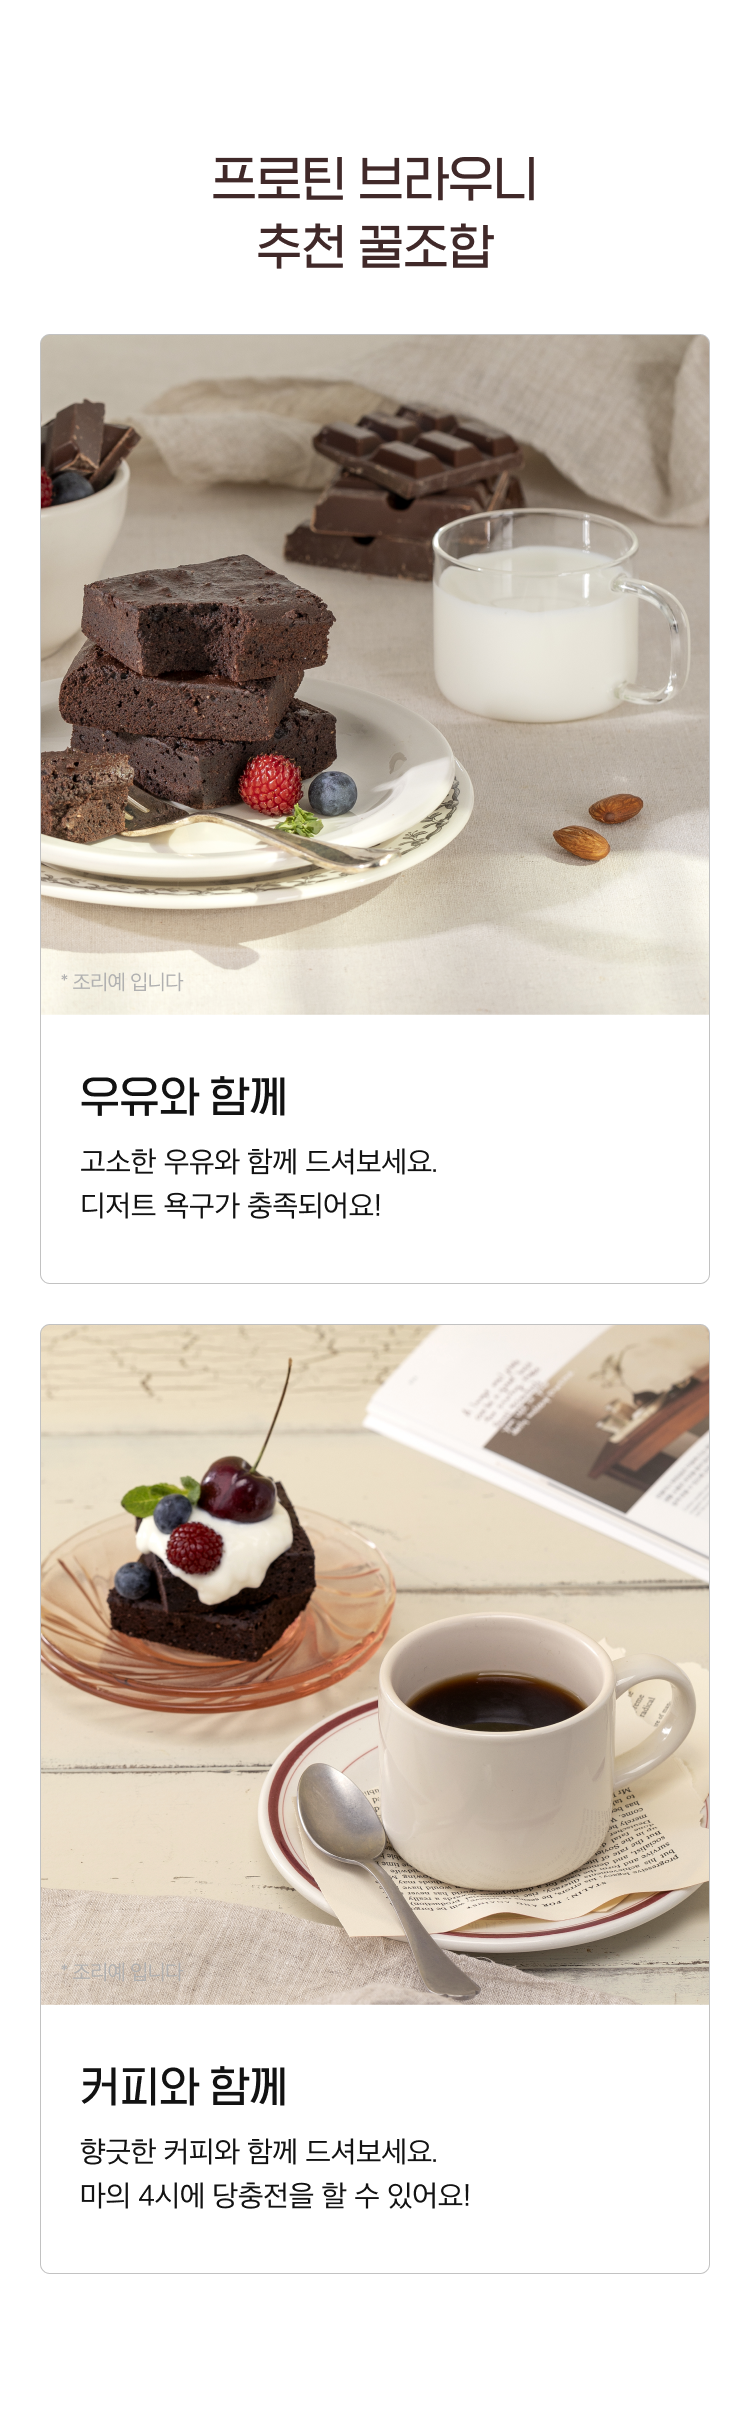 프로틴 브라우니
추천 꿀조합
* 조리예 입니다
우유와 함께
고소한 우유와 함께 드셔보세요.
디저트 욕구가 충족되어요!
* 조리예 입니다
커피와 함께
향긋한 커피와 함께 드셔보세요.
마의 4시에 당충전을 할 수 있어요!